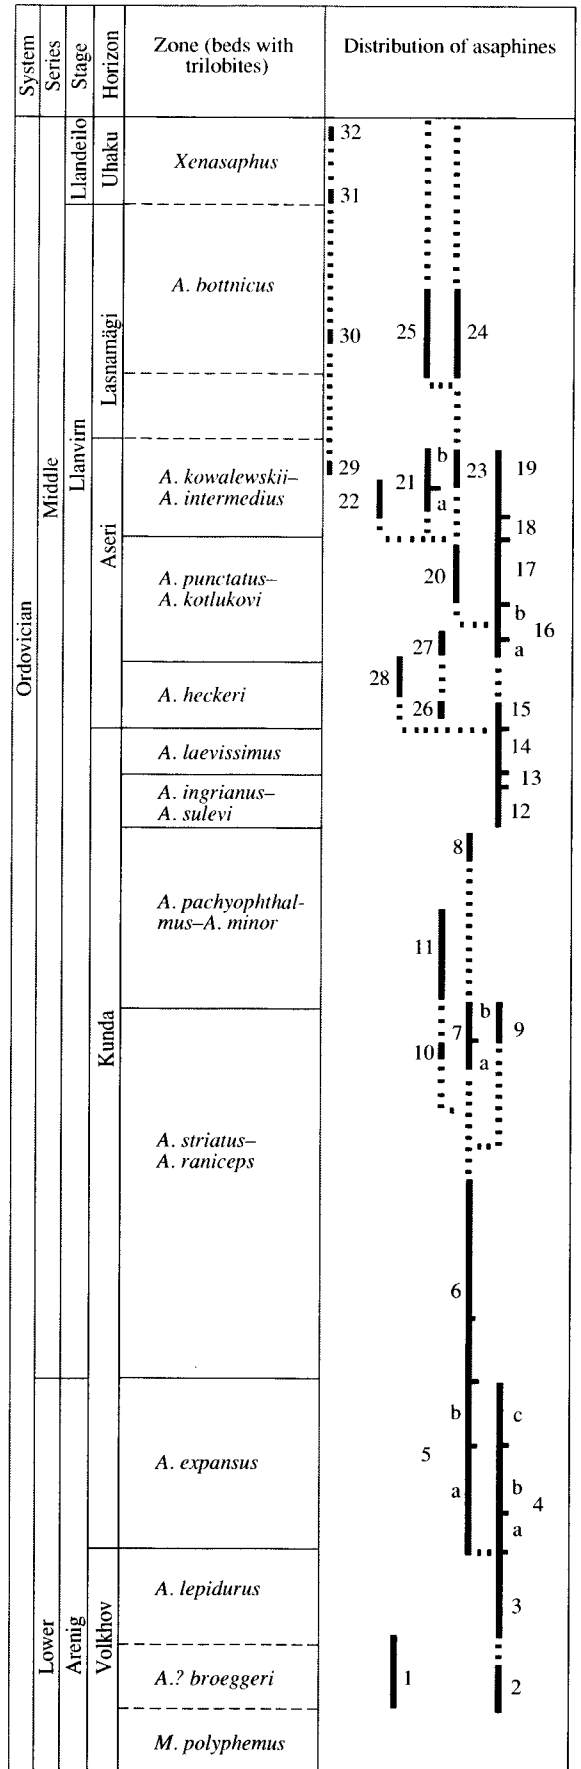 System
Series
Stage
Horizon
Zone (beds with
trilobites)
Distribution of asaphines
Ordovician
Middle
Lower
Llandeilo
Llanvirn
Arenig
Uhaku
Lasnamägi
Aseri
Kunda
Volkhov
Xenasaphus
A. bottnicus
A. kowalewskii–
A. intermedius
A. punctatus–
A. kotlukovi
A. heckeri
A. laevissimus
A. ingrianus–
A. sulevi
A. pachyophthal-
mus–A. minor
A. striatus–
A. raniceps
A. expansus
A. lepidurus
A.? broeggeri
M. polyphemus
32
31
30
25
24
29
21
b
a
23
19
22
18
20
17
b
16
a
27
28
26
15
14
13
12
8
11
7
b
a
9
10
6
b
c
5
a
b
4
a
3
1
2